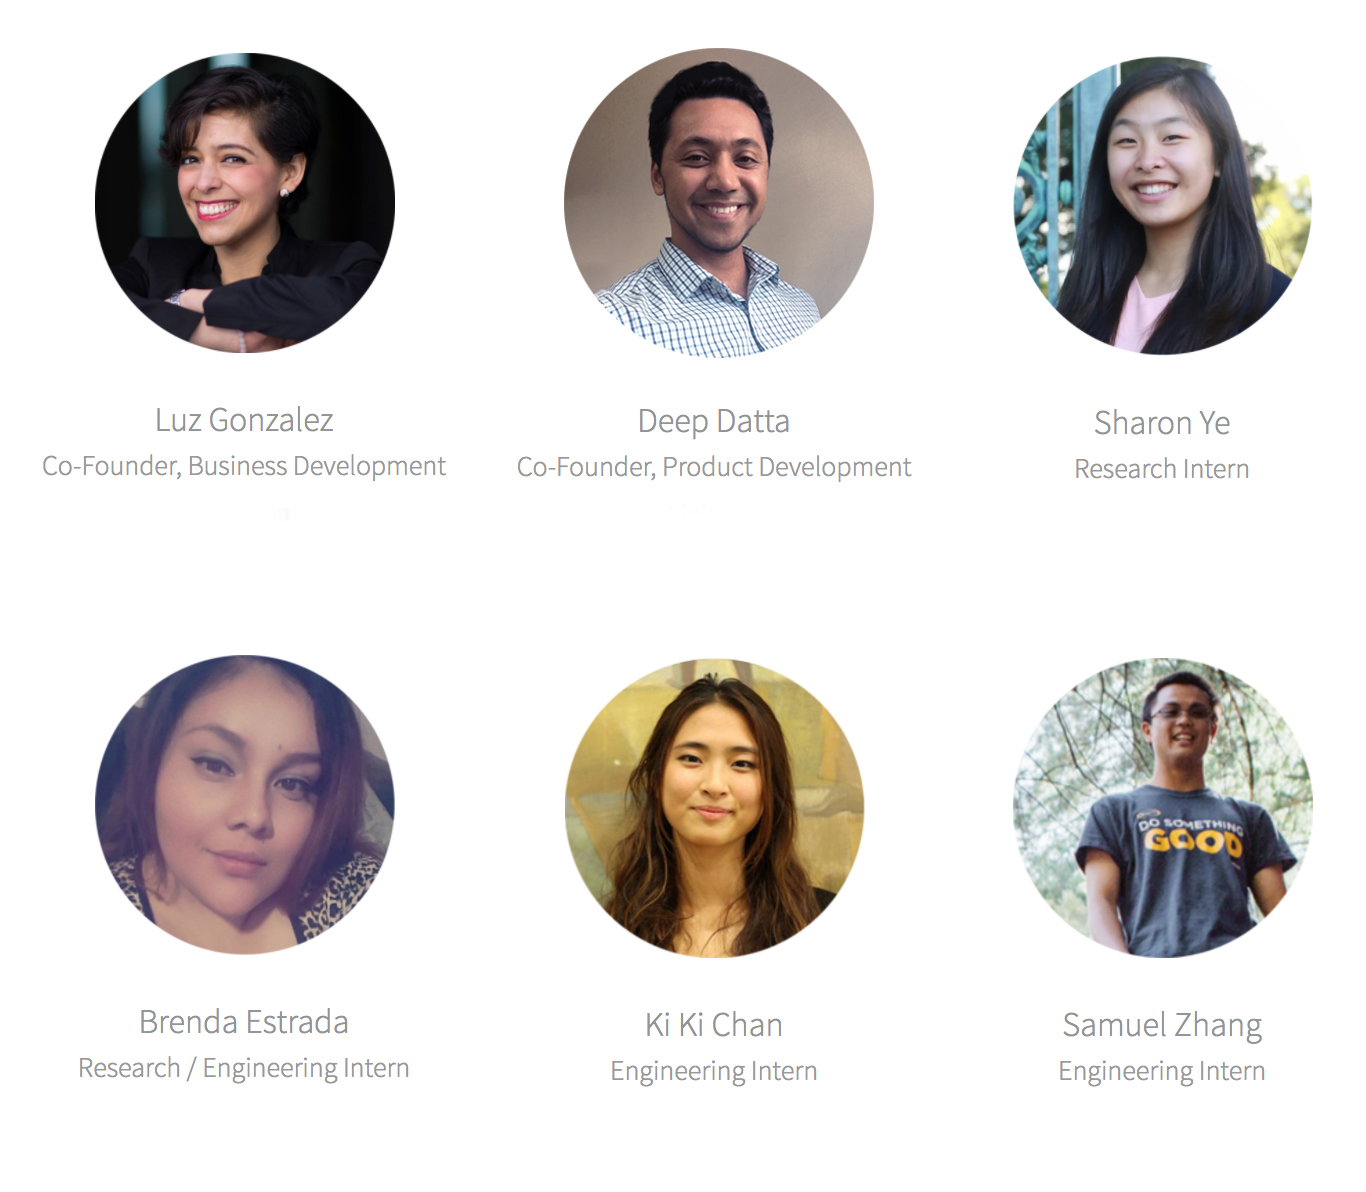 Luz Gonzalez
Co-Founder, Business Development
Deep Datta
Co-Founder, Product Development
Sharon Ye
Research Intern
DO SOMETHING
GOOD
Brenda Estrada
Research / Engineering Intern
Ki Ki Chan
Engineering Intern
Samuel Zhang
Engineering Intern